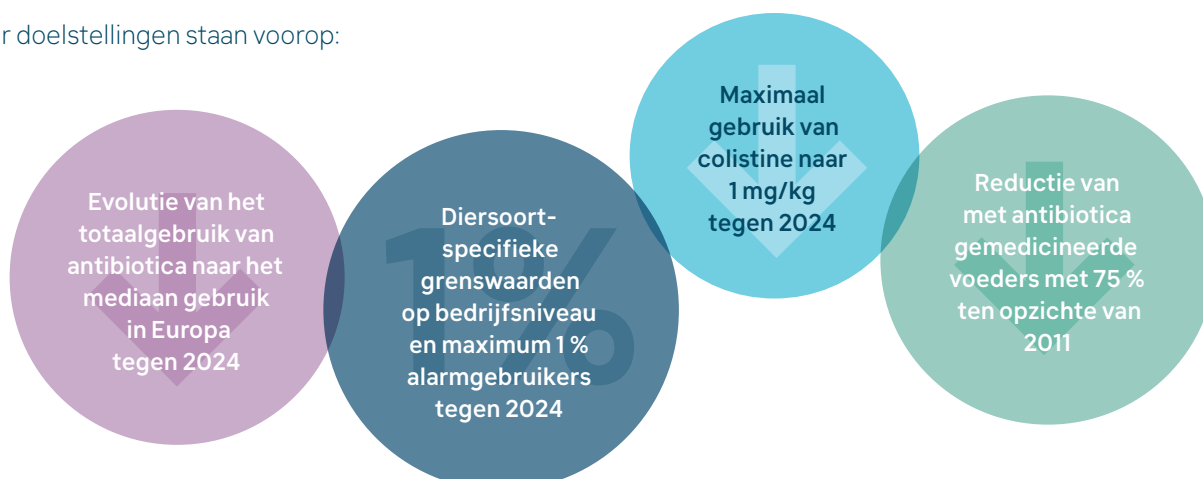 r doelstellingen staan voorop:
Evolutie van het
totaalgebruik van
antibiotica naar het
mediaan gebruik
in Europa
tegen 2024
1%
Diersoort-
specifieke
grenswaarden
op bedrijfsniveau
en maximum 1 %
alarmgebruikers
tegen 2024
Maximaal
gebruik van
colistine naar
1 mg/kg
tegen 2024
Reductie van
met antibiotica
gemedicineerde
voeders met 75 %
ten opzichte van
2011